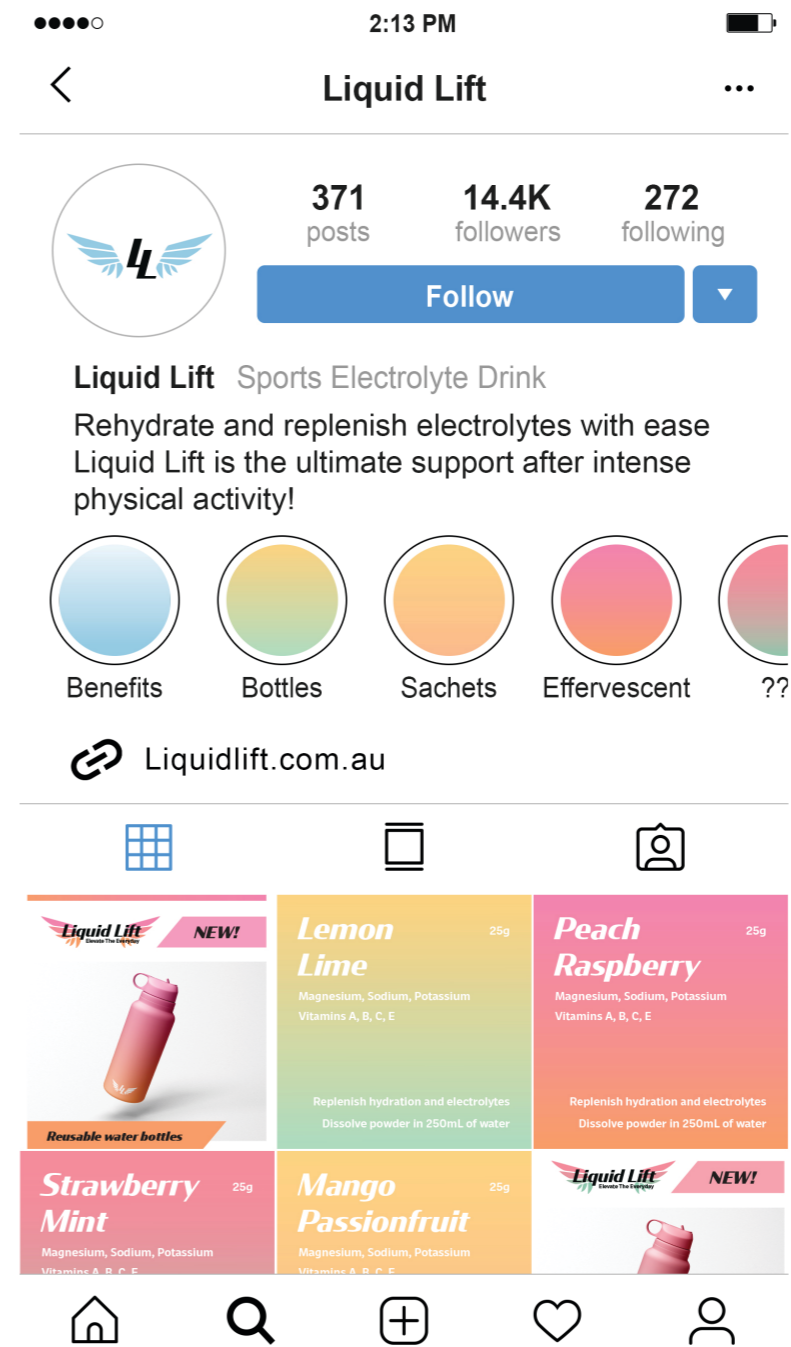 2:13 PM
Liquid Lift
371
posts
14.4K
followers
272
following
LL
Follow
Liquid Lift Sports Electrolyte Drink
Rehydrate and replenish electrolytes with ease
Liquid Lift is the ultimate support after intense
physical activity!
Benefits
Bottles
Sachets
Effervescent
??
Liquidlift.com.au
Liquid Lift
Elevate The Everyday
NEW!
LL
Reusable water bottles
Lemon
Lime
25g
Magnesium, Sodium, Potassium
Vitamins A, B, C, E
Replenish hydration and electrolytes
Dissolve powder in 250mL of water
Peach
Raspberry
25g
Magnesium, Sodium, Potassium
Vitamins A, B, C, E
Replenish hydration and electrolytes
Dissolve powder in 250mL of water
Strawberry
Mint
25g
Magnesium, Sodium, Potassium
Vitamins A, B, C, E
Mango
Passionfruit
25g
Magnesium, Sodium, Potassium
Vitamins A, B, C, E
Liquid Lift
Elevate The Everyday
NEW!